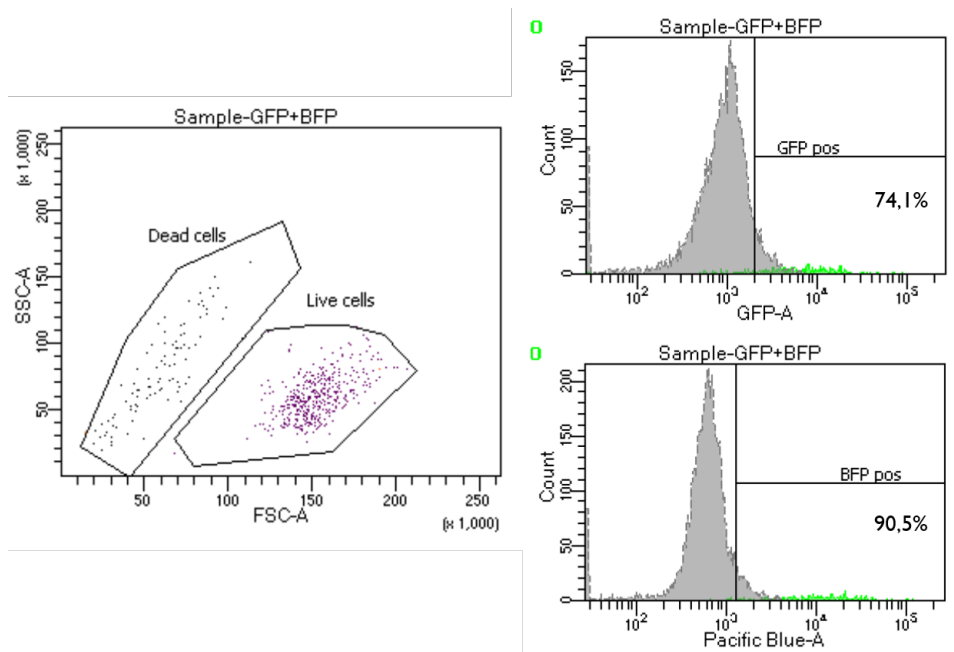 Sample-GFP+BFP
(x 1,000)
250
200
150
100
50
SSC-A
Dead cells
Live cells
50 100 150 200 250
FSC-A
(x 1,000)
0
Sample-GFP+BFP
150
100
50
0
Count
GFP pos
74,1%
10² 10³ 10⁴ 10⁵
GFP-A
0
Sample-GFP+BFP
200
150
100
50
0
Count
BFP pos
90,5%
10² 10³ 10⁴ 10⁵
Pacific Blue-A